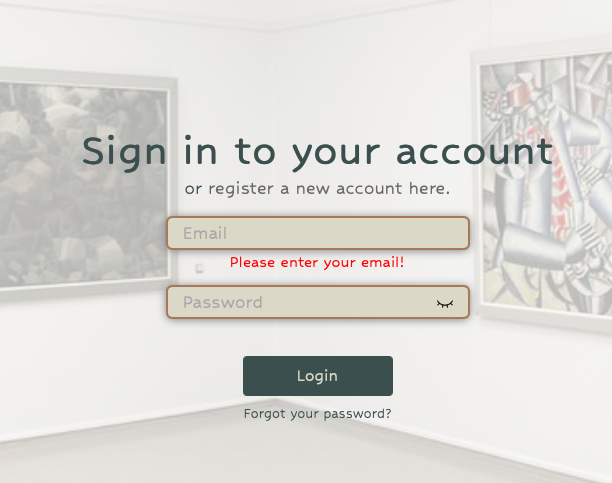 Sign in to your account
or register a new account here.
Email
Please enter your email!
Password
Login
Forgot your password?